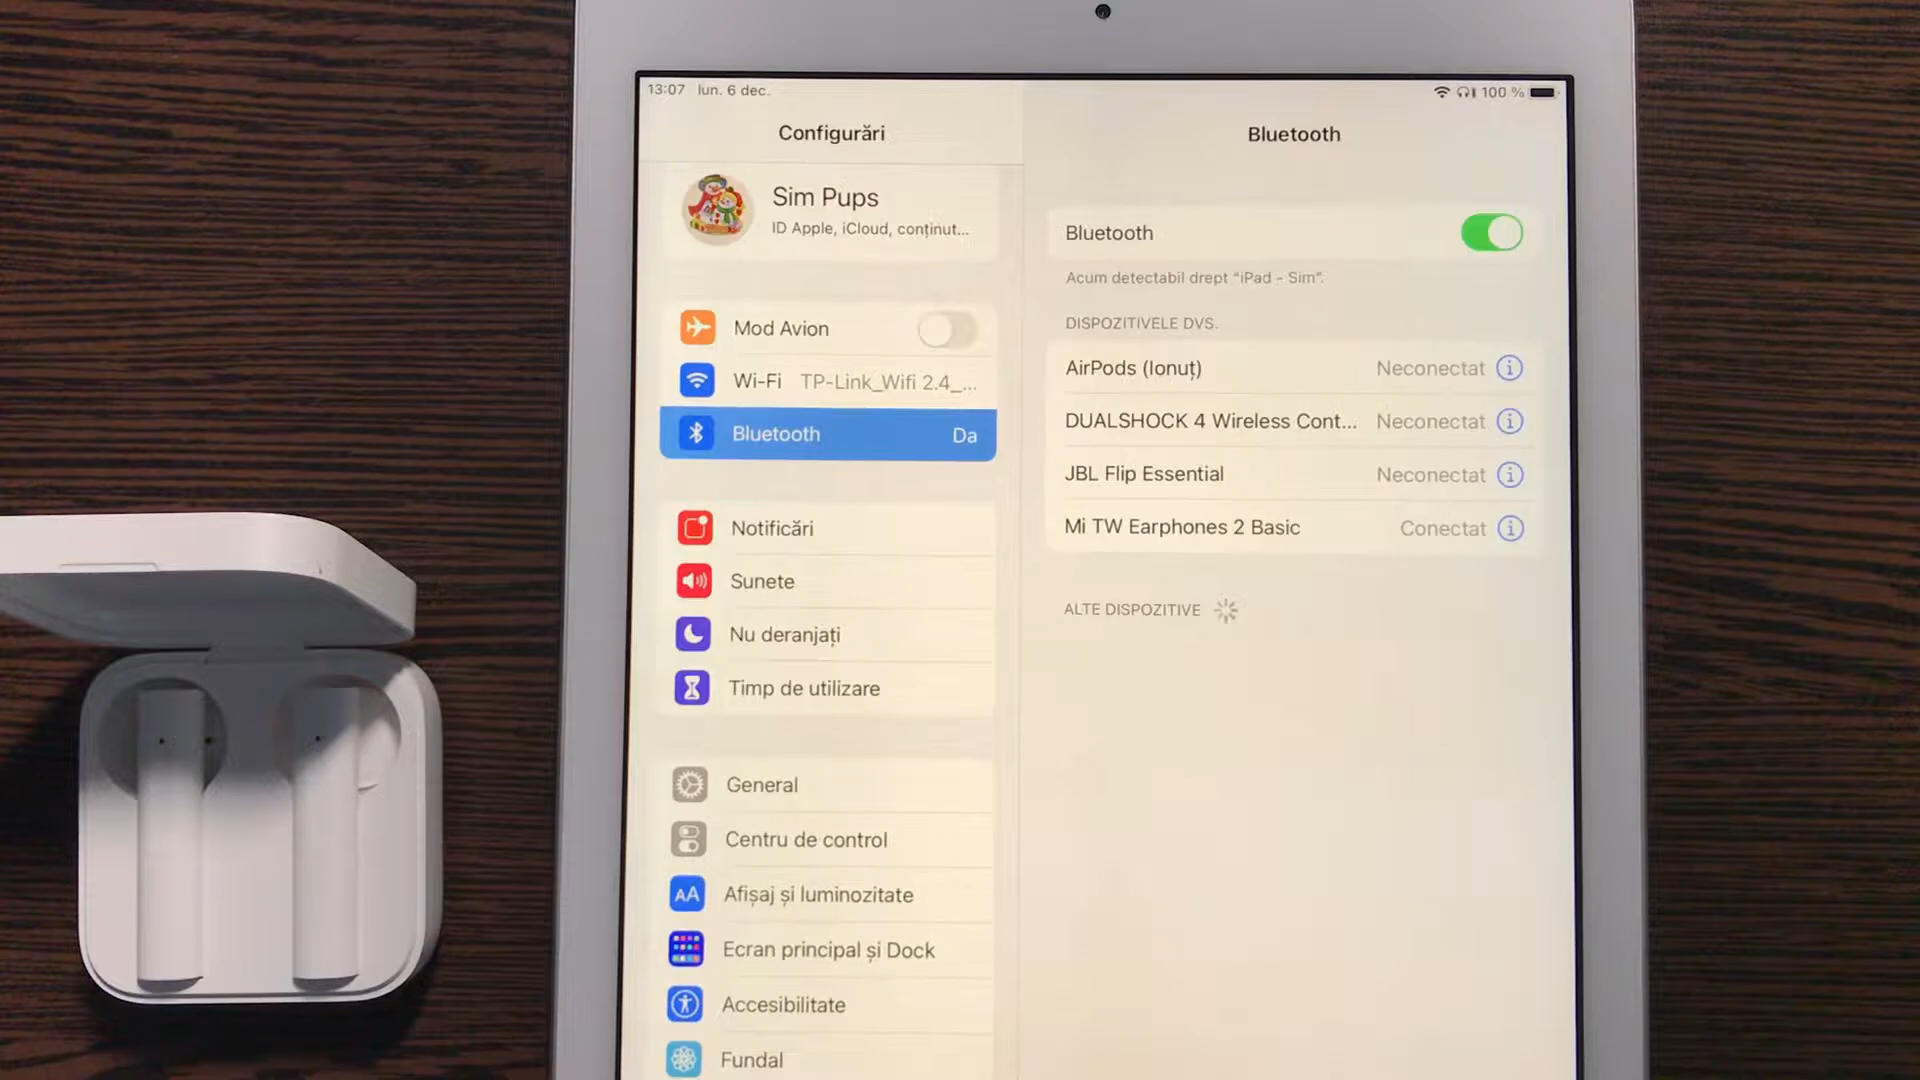 13:07 lun. 6 dec.
100 %
Configurări
Sim Pups
ID Apple, iCloud, conținut...
Mod Avion
Wi-Fi TP-Link_Wifi 2.4_...
Bluetooth Da
Notificări
Sunete
Nu deranjați
Timp de utilizare
General
Centru de control
AA Afișaj și luminozitate
Ecran principal și Dock
Accesibilitate
Fundal
Bluetooth
Bluetooth
Acum detectabil drept “iPad – Sim”.
DISPOZITIVELE DVS.
AirPods (Ionuț) Neconectat
DUALSHOCK 4 Wireless Cont... Neconectat
JBL Flip Essential Neconectat
Mi TW Earphones 2 Basic Conectat
ALTE DISPOZITIVE